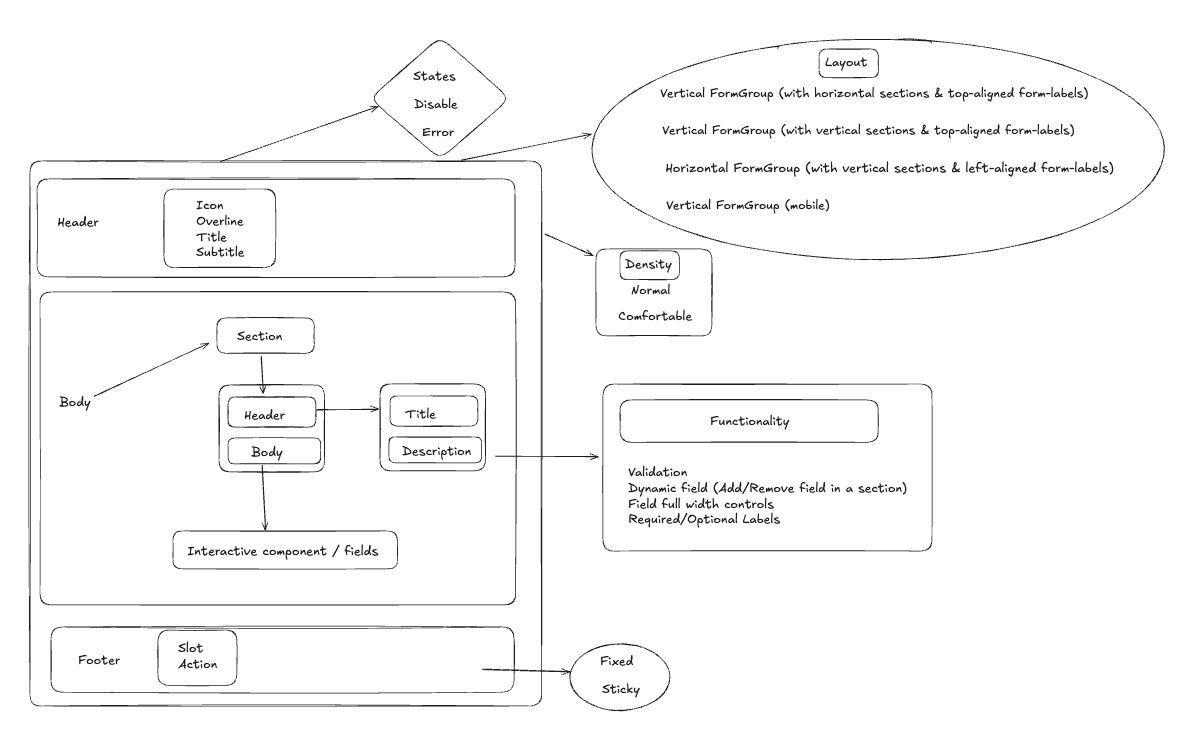 States
Disable
Error
Layout
Vertical FormGroup (with horizontal sections & top-aligned form-labels)
Vertical FormGroup (with vertical sections & top-aligned form-labels)
Horizontal FormGroup (with vertical sections & left-aligned form-labels)
Vertical FormGroup (mobile)
Header
Icon
Overline
Title
Subtitle
Density
Normal
Comfortable
Body
Section
Header
Body
Title
Description
Interactive component / fields
Functionality
Validation
Dynamic field (Add/Remove field in a section)
Field full width controls
Required/Optional Labels
Footer
Slot
Action
Fixed
Sticky